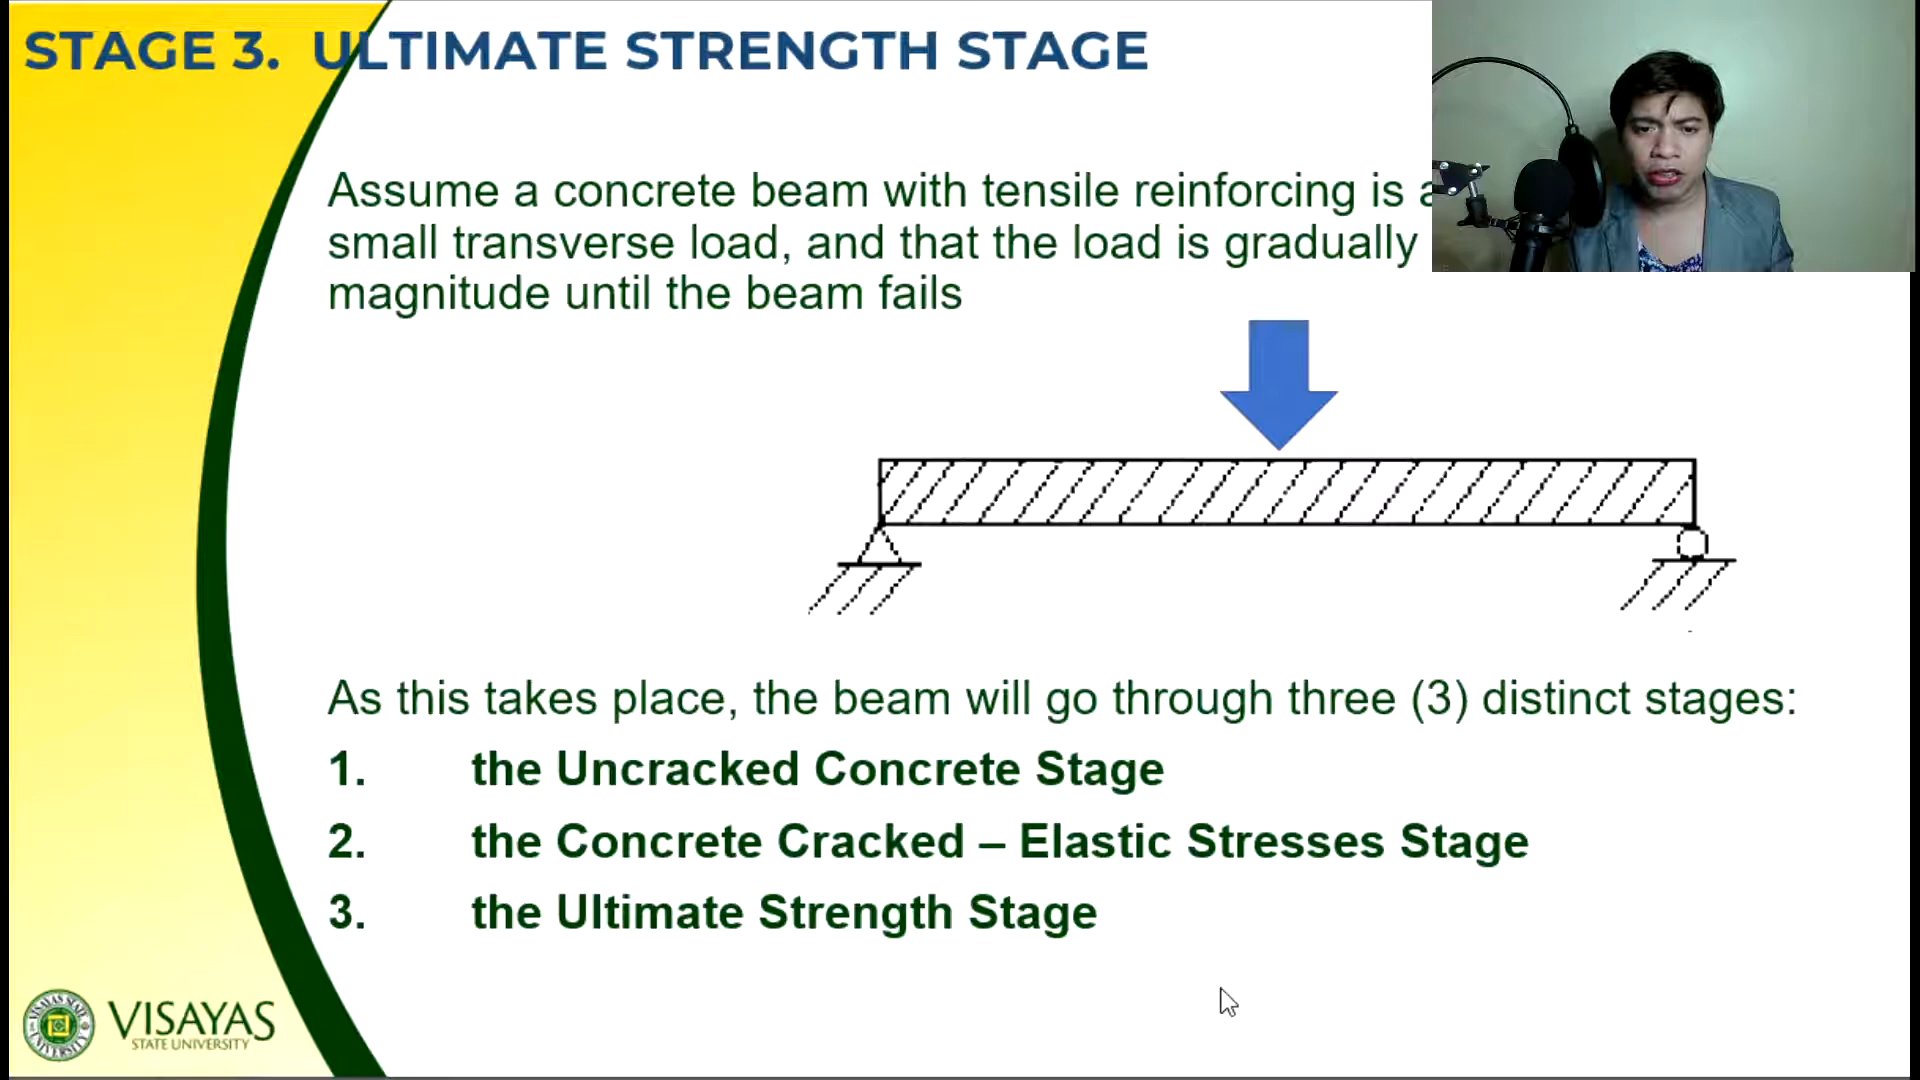 STAGE 3. ULTIMATE STRENGTH STAGE
Assume a concrete beam with tensile reinforcing is
small transverse load, and that the load is gradually
magnitude until the beam fails
As this takes place, the beam will go through three (3) distinct stages:
1. the Uncracked Concrete Stage
2. the Concrete Cracked – Elastic Stresses Stage
3. the Ultimate Strength Stage
VISAYAS
STATE UNIVERSITY